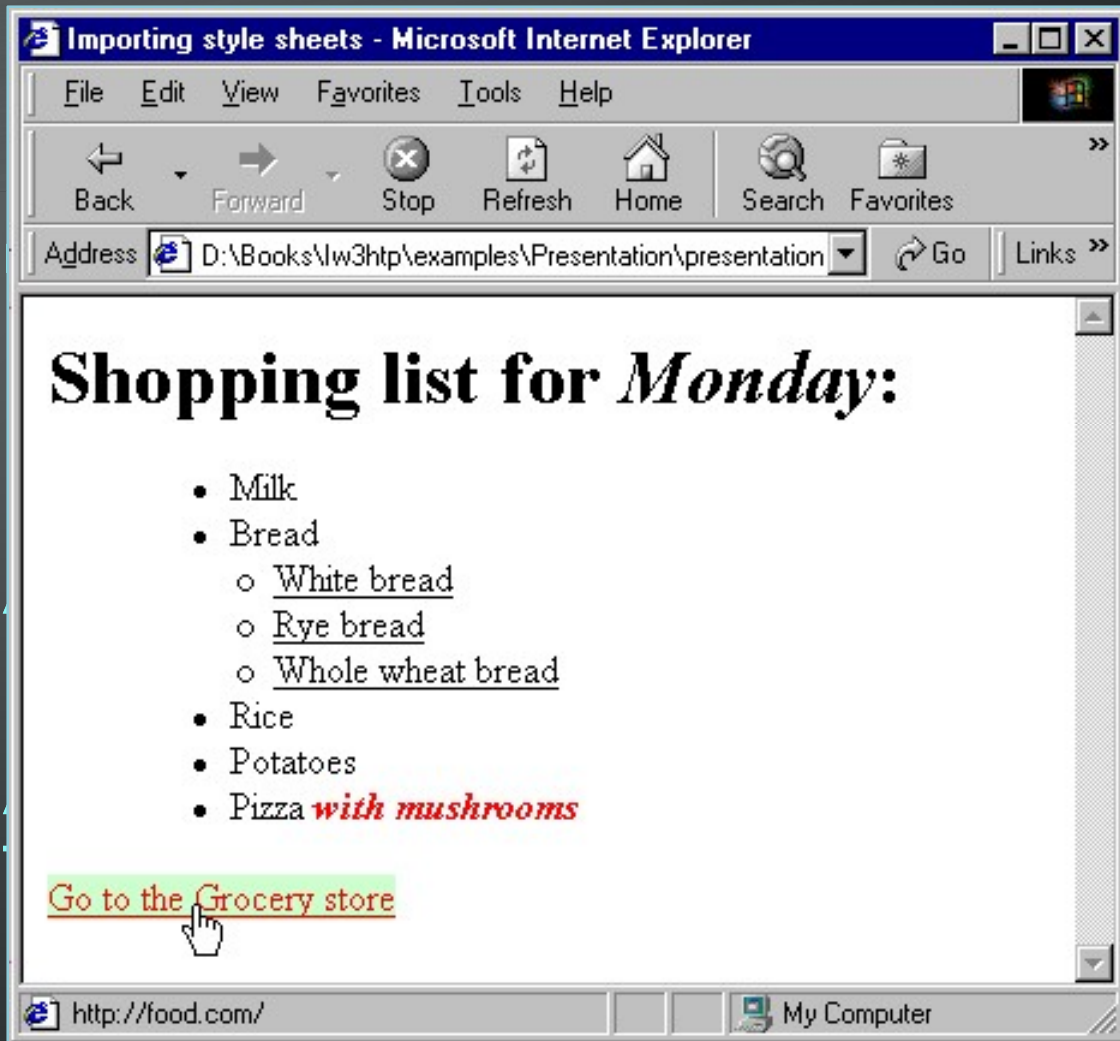 Importing style sheets - Microsoft Internet Explorer
File Edit View Favorites Tools Help
Back Forward Stop Refresh Home Search Favorites »
Address D:\Books\Iw3htp\examples\Presentation\presentation Go Links »
Shopping list for Monday:
• Milk
• Bread
○ White bread
○ Rye bread
○ Whole wheat bread
• Rice
• Potatoes
• Pizza with mushrooms
Go to the Grocery store
http://food.com/ My Computer